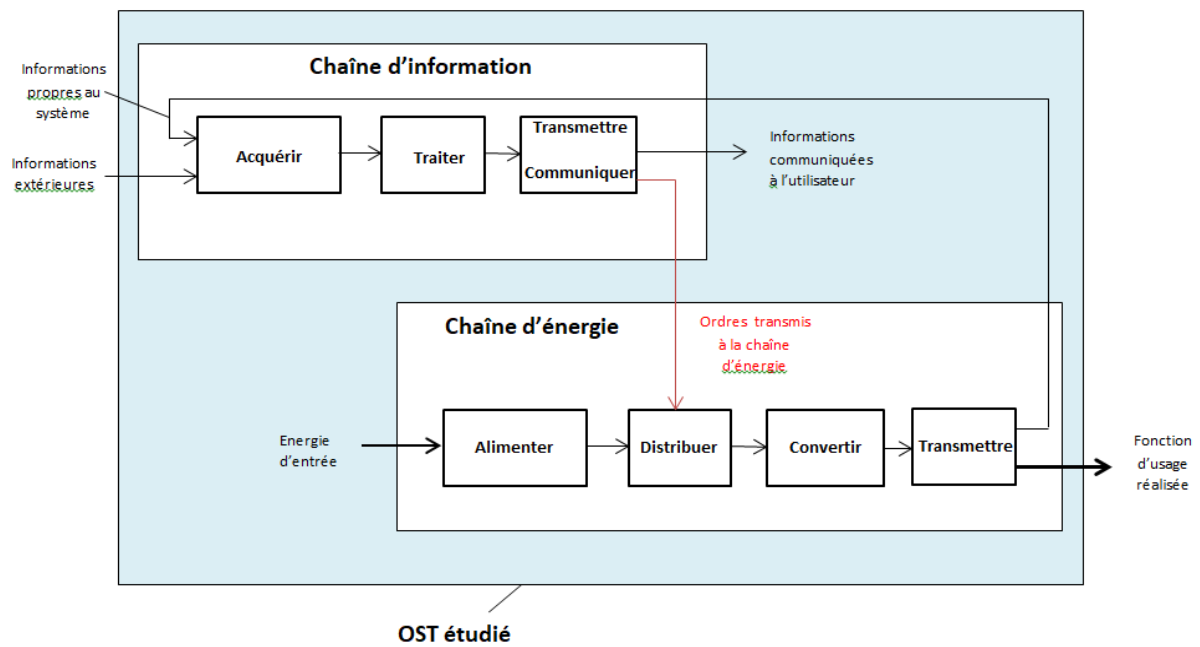 Chaîne d'information
Informations
propres au
système
Informations
extérieures
Acquérir
Traiter
Transmettre
Communiquer
Informations
communiquées
à l'utilisateur
Ordres transmis
à la chaîne
d'énergie
Chaîne d'énergie
Energie
d'entrée
Alimenter
Distribuer
Convertir
Transmettre
Fonction
d'usage
réalisée
OST étudié